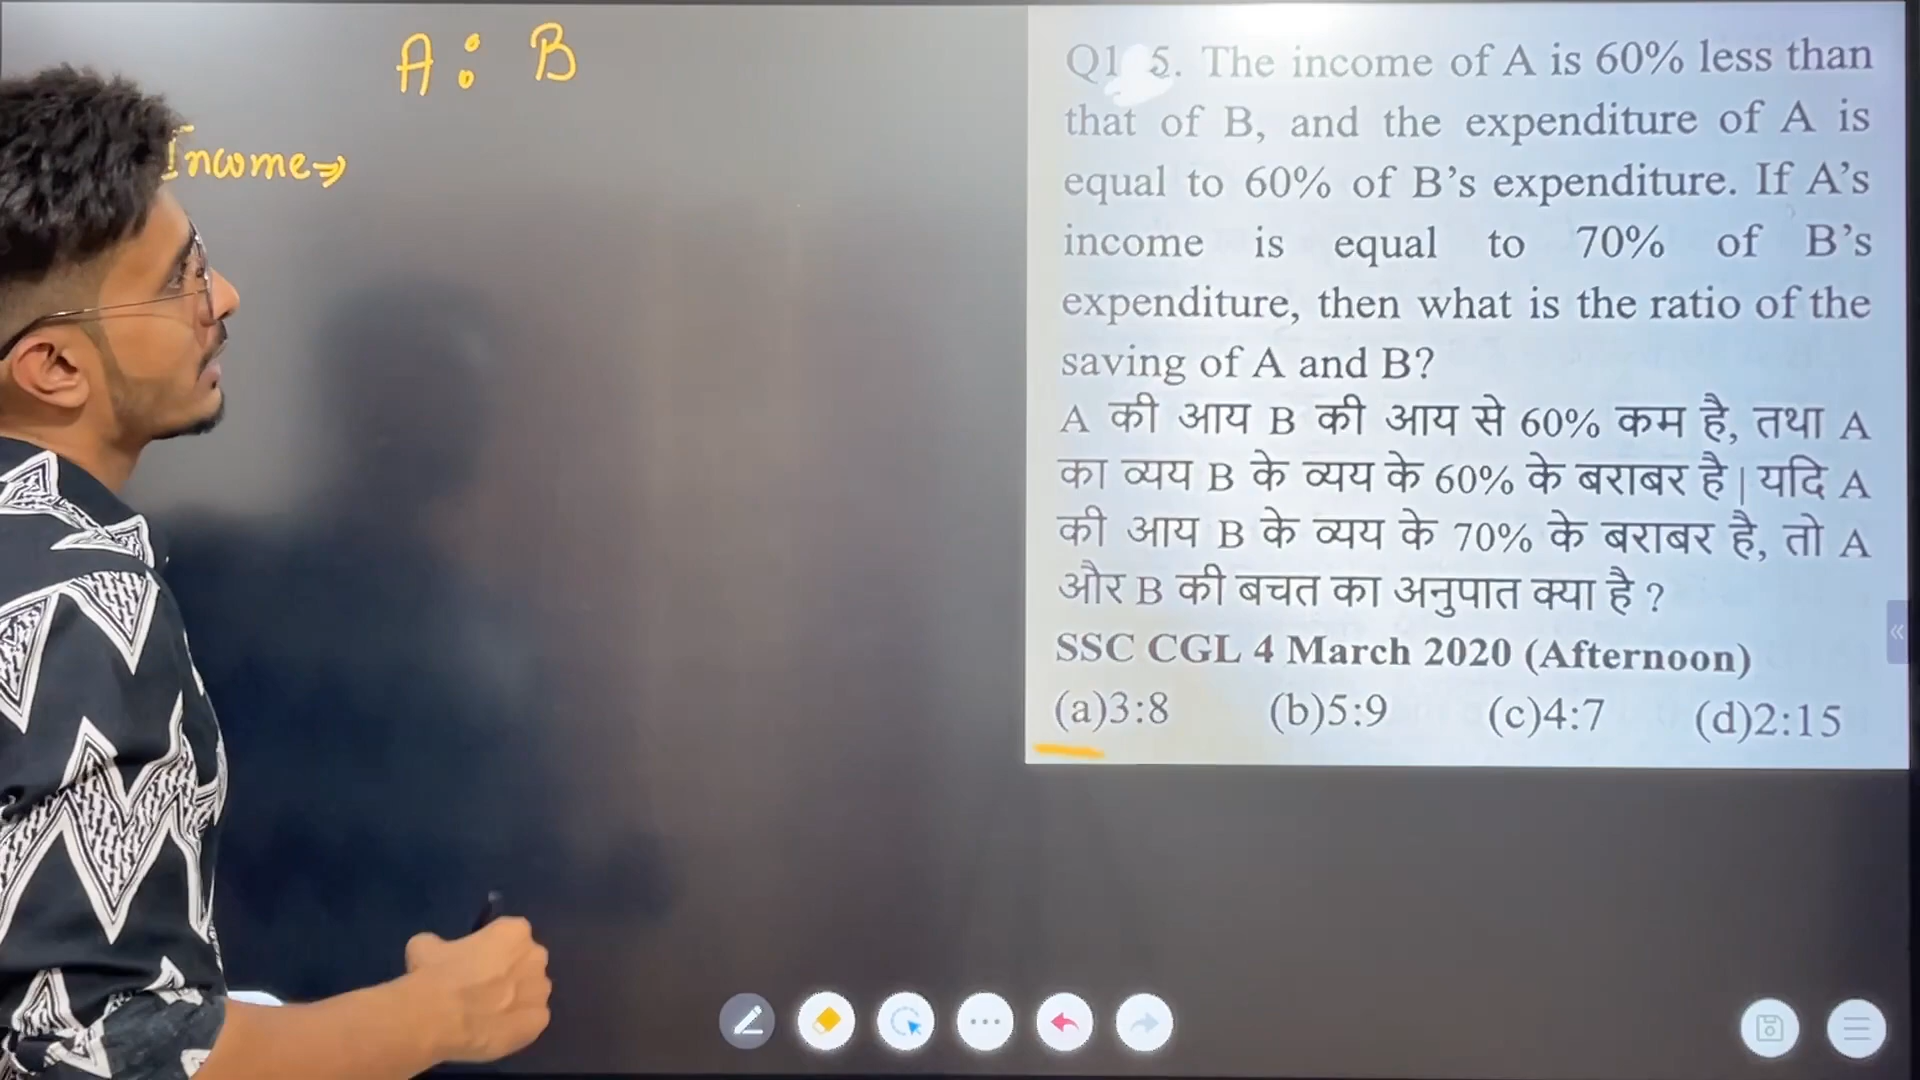 A : B
Income⇒
Q1 5. The income of A is 60% less than
that of B, and the expenditure of A is
equal to 60% of B’s expenditure. If A’s
income is equal to 70% of B’s
expenditure, then what is the ratio of the
saving of A and B?
A की आय B की आय से 60% कम है, तथा A
का व्यय B के व्यय के 60% के बराबर है | यदि A
की आय B के व्यय के 70% के बराबर है, तो A
और B की बचत का अनुपात क्या है ?
SSC CGL 4 March 2020 (Afternoon)
(a)3:8 (b)5:9 (c)4:7 (d)2:15